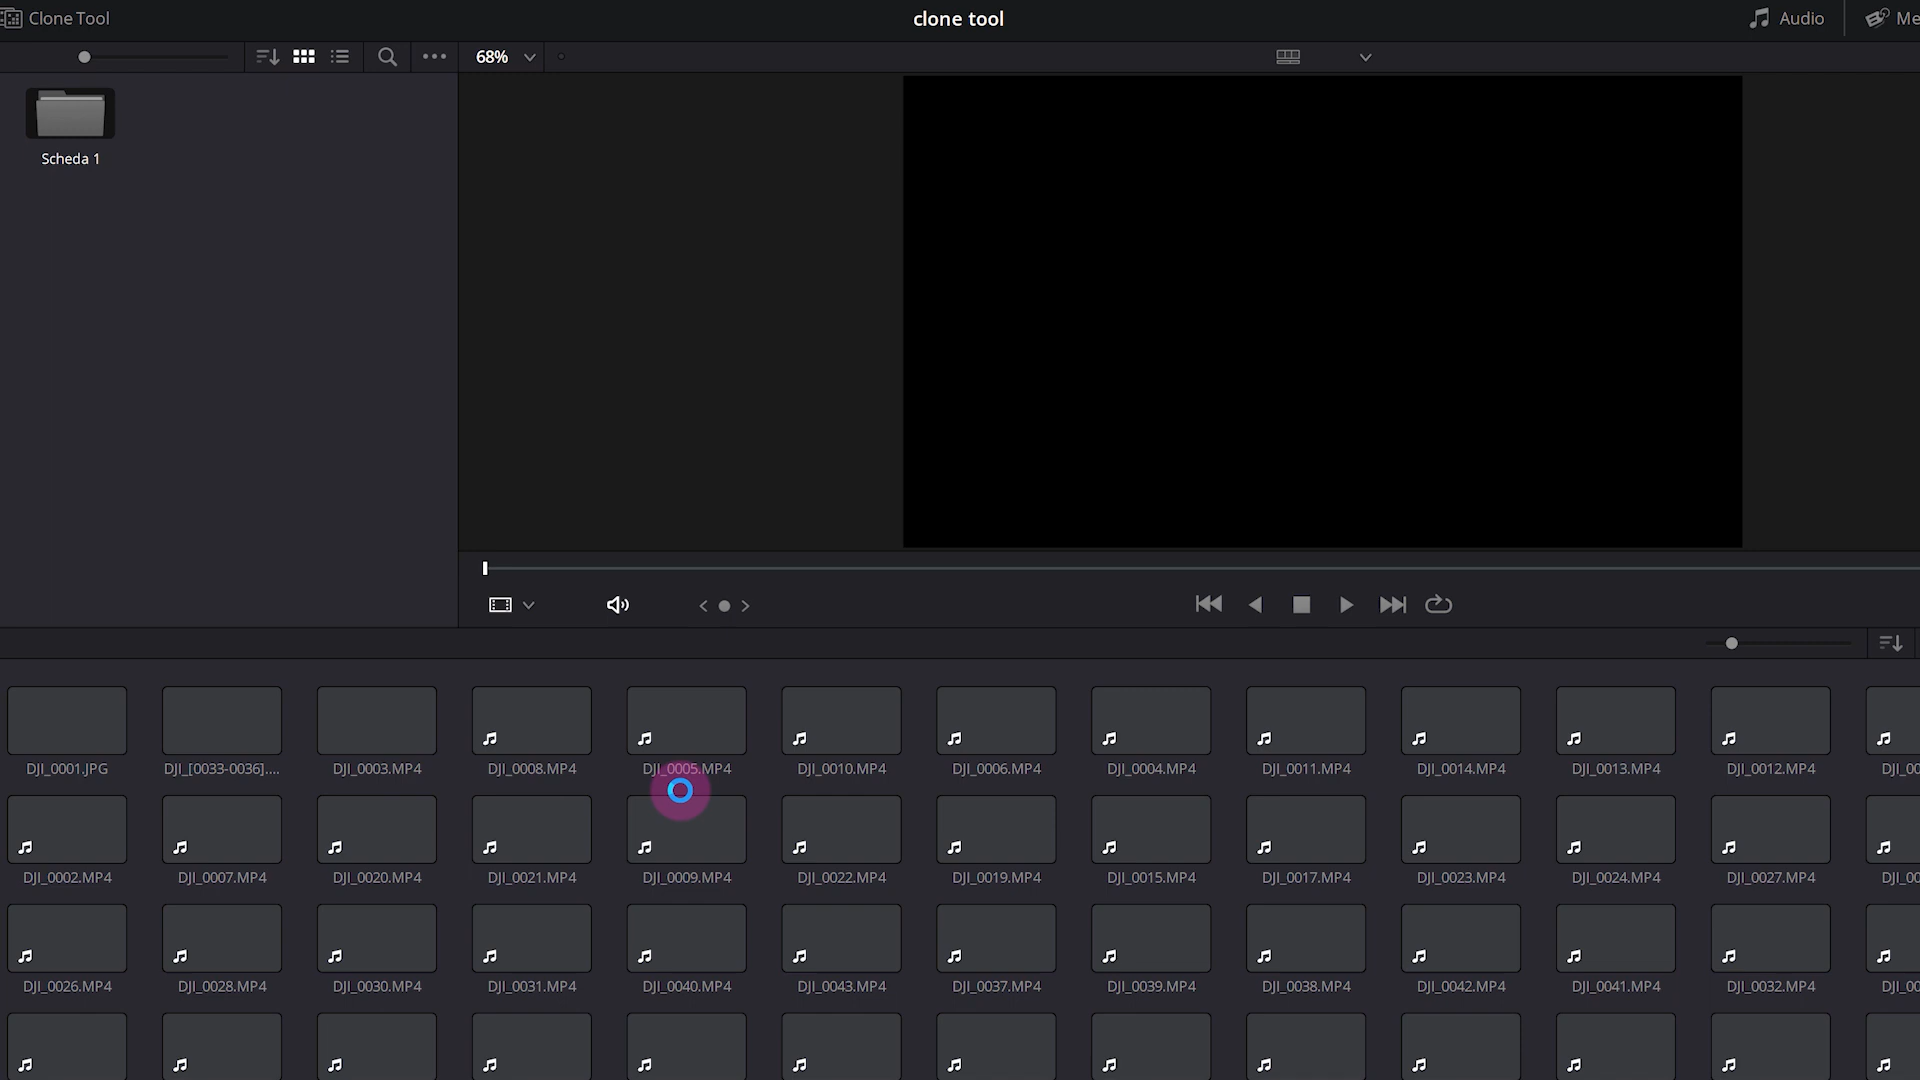 Clone Tool
clone tool
Audio
Me
68%
Scheda 1
DJI_0001.JPG
DJI_[0033-0036]....
DJI_0003.MP4
DJI_0008.MP4
DJI_0005.MP4
DJI_0010.MP4
DJI_0006.MP4
DJI_0004.MP4
DJI_0011.MP4
DJI_0014.MP4
DJI_0013.MP4
DJI_0012.MP4
DJI_00
DJI_0002.MP4
DJI_0007.MP4
DJI_0020.MP4
DJI_0021.MP4
DJI_0009.MP4
DJI_0022.MP4
DJI_0019.MP4
DJI_0015.MP4
DJI_0017.MP4
DJI_0023.MP4
DJI_0024.MP4
DJI_0027.MP4
DJI_00
DJI_0026.MP4
DJI_0028.MP4
DJI_0030.MP4
DJI_0031.MP4
DJI_0040.MP4
DJI_0043.MP4
DJI_0037.MP4
DJI_0039.MP4
DJI_0038.MP4
DJI_0042.MP4
DJI_0041.MP4
DJI_0032.MP4
DJI_00